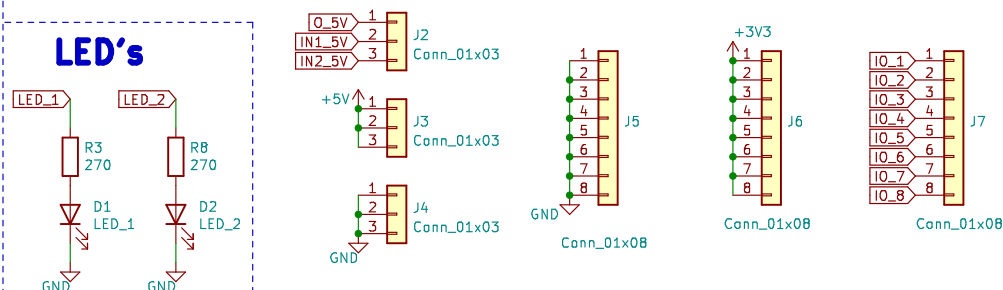 LED's
LED_1
LED_2
R3
270
R8
270
D1
LED_1
D2
LED_2
GND
GND
O_5V
IN1_5V
IN2_5V
1
2
3
J2
Conn_01x03
+5V
1
2
3
J3
Conn_01x03
1
2
3
J4
Conn_01x03
GND
1
2
3
4
5
6
7
8
J5
GND
Conn_01x08
+3V3
1
2
3
4
5
6
7
8
J6
Conn_01x08
IO_1
IO_2
IO_3
IO_4
IO_5
IO_6
IO_7
IO_8
1
2
3
4
5
6
7
8
J7
Conn_01x08